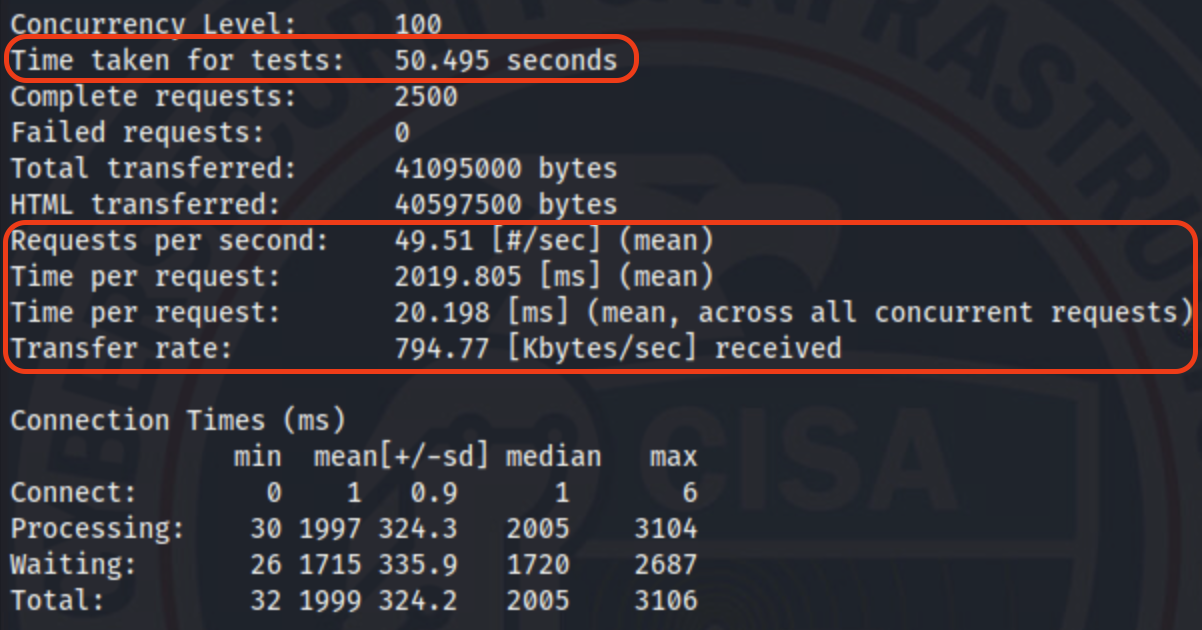 Concurrency Level: 100
Time taken for tests: 50.495 seconds
Complete requests: 2500
Failed requests: 0
Total transferred: 41095000 bytes
HTML transferred: 40597500 bytes
Requests per second: 49.51 [#/sec] (mean)
Time per request: 2019.805 [ms] (mean)
Time per request: 20.198 [ms] (mean, across all concurrent requests)
Transfer rate: 794.77 [Kbytes/sec] received
Connection Times (ms)
min mean[+/-sd] median max
Connect: 0 1 0.9 1 6
Processing: 30 1997 324.3 2005 3104
Waiting: 26 1715 335.9 1720 2687
Total: 32 1999 324.2 2005 3106
CISA